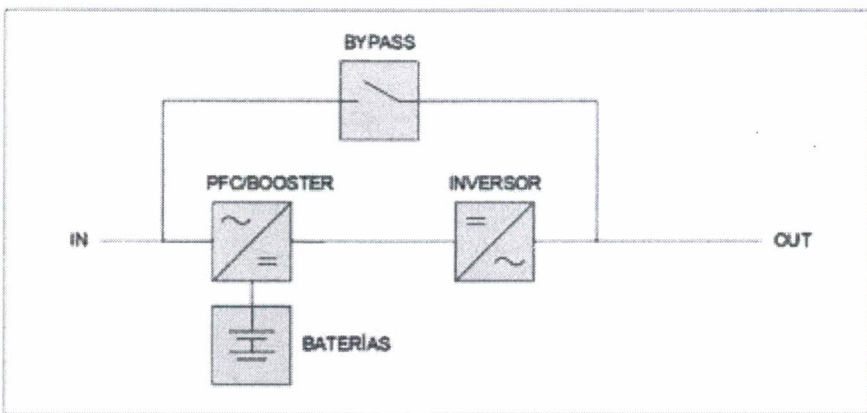 BYPASS
PFC/BOOSTER
INVERSOR
IN
OUT
BATERÍAS